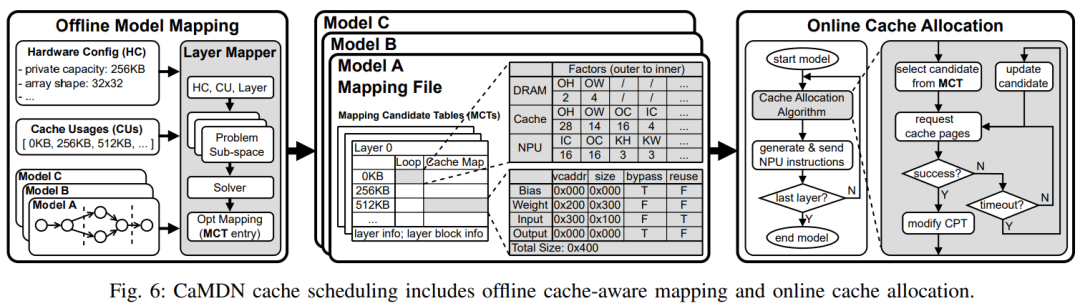 Offline Model Mapping
Hardware Config (HC)
- private capacity: 256KB
- array shape: 32x32
- ...
Cache Usages (CUs)
[ 0KB, 256KB, 512KB, ... ]
Model C
Model B
Model A
Layer Mapper
HC, CU, Layer
Problem
Sub-space
Solver
Opt Mapping
(MCT entry)
Model C
Model B
Model A
Mapping File
Mapping Candidate Tables (MCTs)
Layer 0
Loop Cache Map
0KB
256KB
512KB
...
layer info; layer block info
Factors (outer to inner)
DRAM OH OW / / ...
2 4 / / ...
Cache OH OW OC IC ...
28 14 16 4 ...
NPU IC OC KH KW ...
16 16 3 3 ...
vcaddr size bypass reuse
Bias 0x000 0x000 T F
Weight 0x200 0x300 F F
Input 0x300 0x100 F T
Output 0x000 0x000 T F
Total Size: 0x400
Online Cache Allocation
start model
Cache Allocation
Algorithm
generate & send
NPU instructions
last layer?
N
Y
end model
select candidate
from MCT
update
candidate
request
cache pages
success?
N
Y
timeout?
N
Y
modify CPT
Fig. 6: CaMDN cache scheduling includes offline cache-aware mapping and online cache allocation.